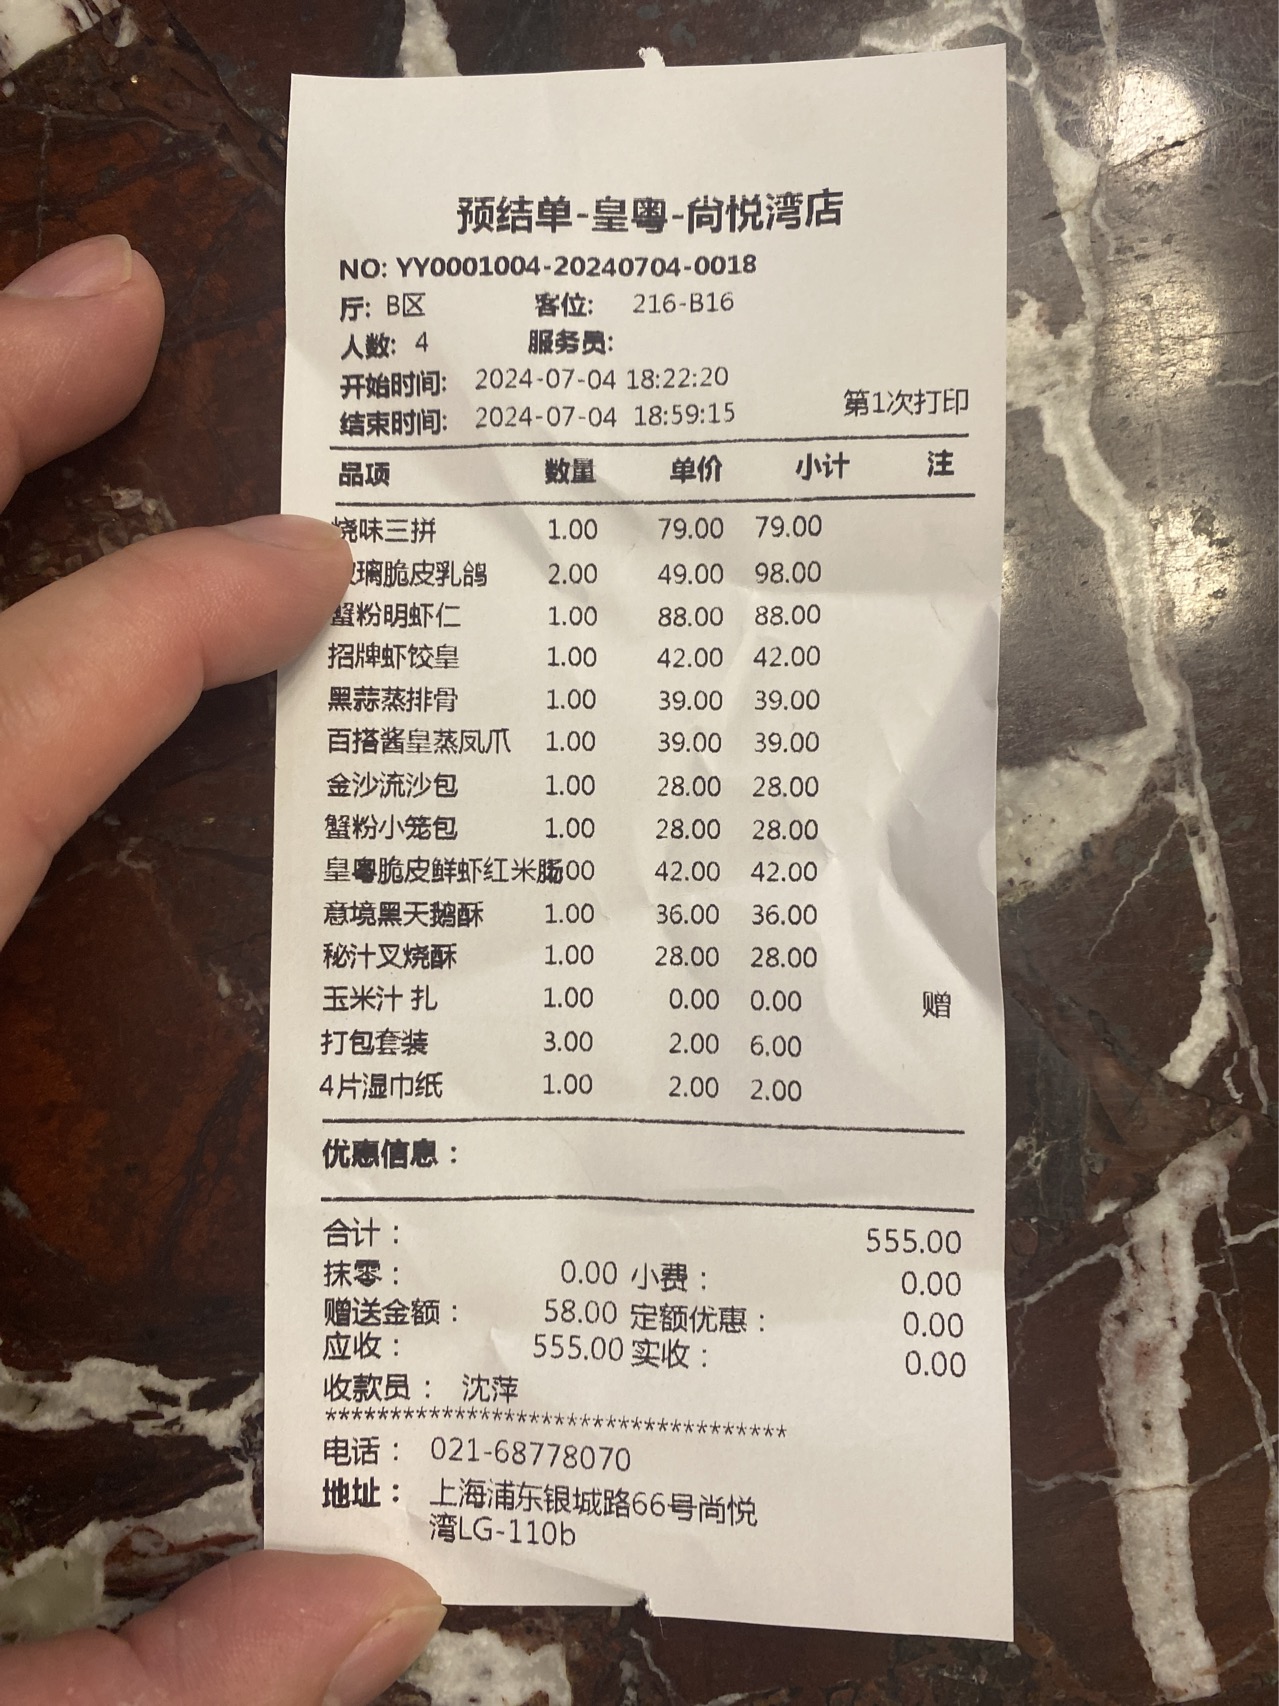 预结单-皇粤-尚悦湾店
NO: YY0001004-20240704-0018
厅: B区 客位: 216-B16
人数: 4 服务员:
开始时间: 2024-07-04 18:22:20
结束时间: 2024-07-04 18:59:15 第1次打印
品项 数量 单价 小计 注
烧味三拼 1.00 79.00 79.00
璃脆皮乳鸽 2.00 49.00 98.00
蟹粉明虾仁 1.00 88.00 88.00
招牌虾饺皇 1.00 42.00 42.00
黑蒜蒸排骨 1.00 39.00 39.00
百搭酱皇蒸凤爪 1.00 39.00 39.00
金沙流沙包 1.00 28.00 28.00
蟹粉小笼包 1.00 28.00 28.00
皇粤脆皮鲜虾红米肠 .00 42.00 42.00
意境黑天鹅酥 1.00 36.00 36.00
秘汁叉烧酥 1.00 28.00 28.00
玉米汁 扎 1.00 0.00 0.00 赠
打包套装 3.00 2.00 6.00
4片湿巾纸 1.00 2.00 2.00
优惠信息：
合计： 555.00
抹零： 0.00 小费： 0.00
赠送金额： 58.00 定额优惠： 0.00
应收： 555.00 实收： 0.00
收款员： 沈萍
************************************
电话： 021-68778070
地址： 上海浦东银城路66号尚悦
湾LG-110b